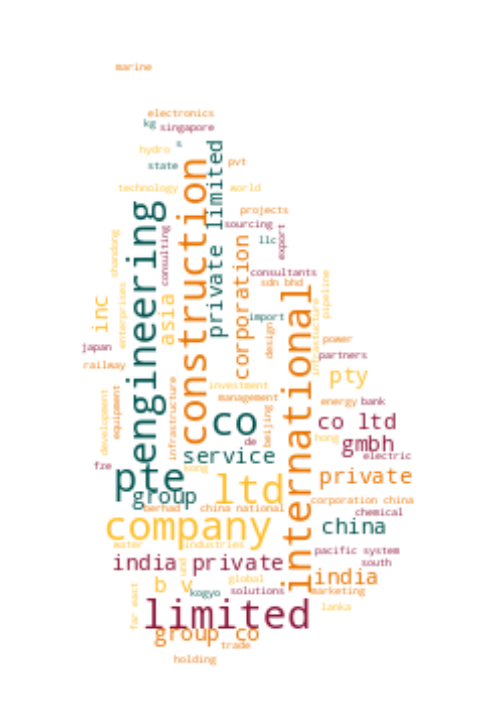 marine
electronics
kg
singapore
s
hydro
state
pvt
technology
world
private limited
construction
engineering
projects
sourcing
llc
export
consulting
shandong
enterprises
asia
corporation
consultants
sdn bhd
pipeline
infrastucture
international
inc
import
design
japan
railway
power
partners
pty
investment
management
infrastructure
equipment
development
energy
bank
co
co ltd
beijing
de
hong
gmbh
service
electric
fze
kong
pte
group
ltd
private
corporation china
berhad
china national
chemical
company
china
water
industries
pacific
system
india private
and
south
global
india
b v
kogyo
solutions
marketing
far east
limited
lanka
group co
trade
holding